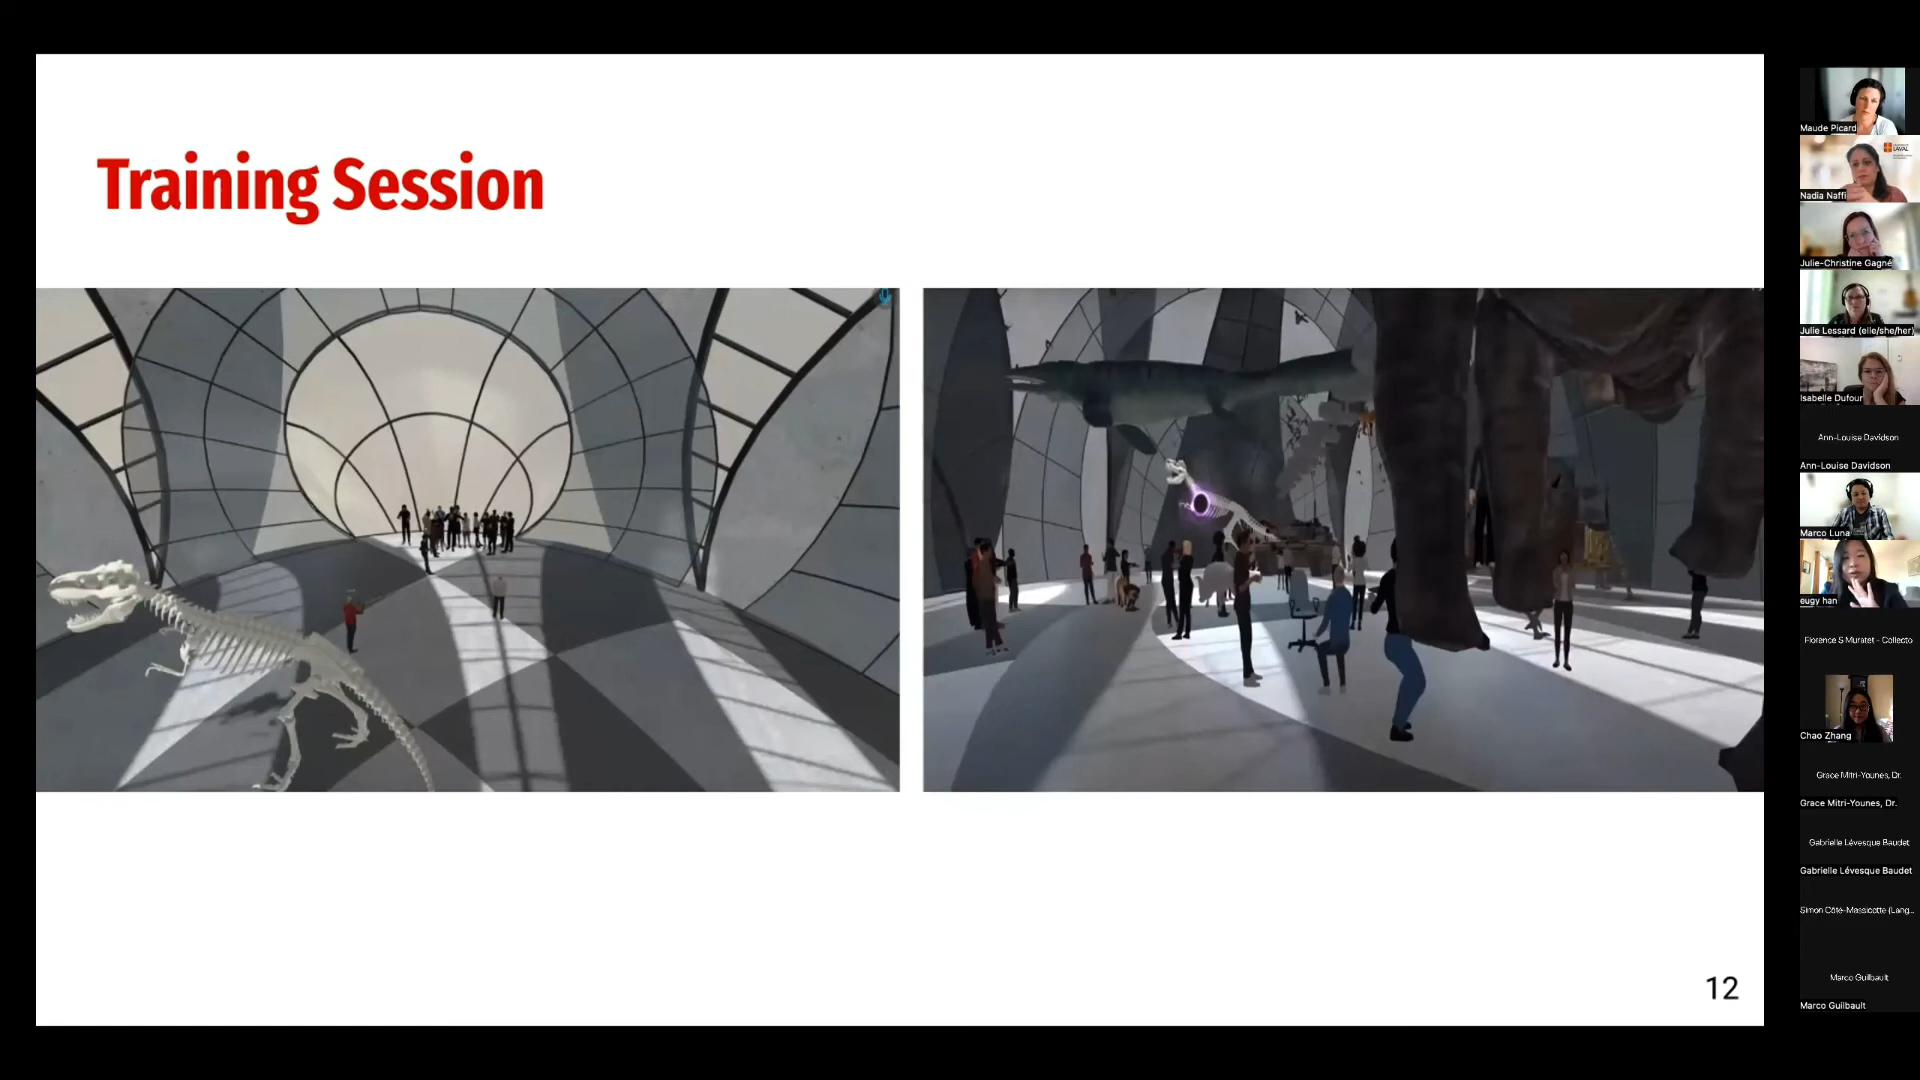 Training Session
12
Maude Picard
LAVAL
Nadia Naffi
Julie-Christine Gagné
Julie Lessard (elle/she/her)
Isabelle Dufour
Ann-Louise Davidson
Ann-Louise Davidson
Marco Luna
eugy han
Florence S Muratet - Collecto
Chao Zhang
Grace Mitri-Younes, Dr.
Grace Mitri-Younes, Dr.
Gabrielle Lévesque Baudet
Gabrielle Lévesque Baudet
Simon Côté-Massicotte (Lang...
Marco Guilbault
Marco Guilbault